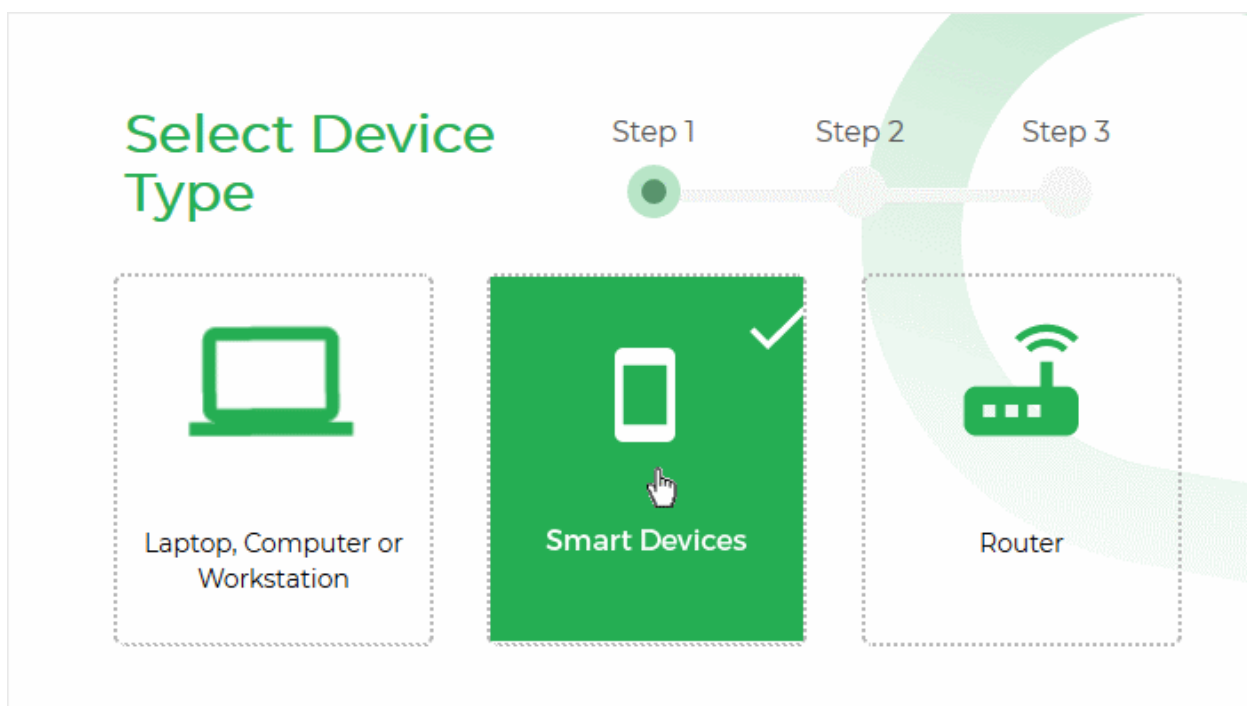 Select Device
Type
Step 1
Step 2
Step 3
Laptop, Computer or
Workstation
Smart Devices
Router